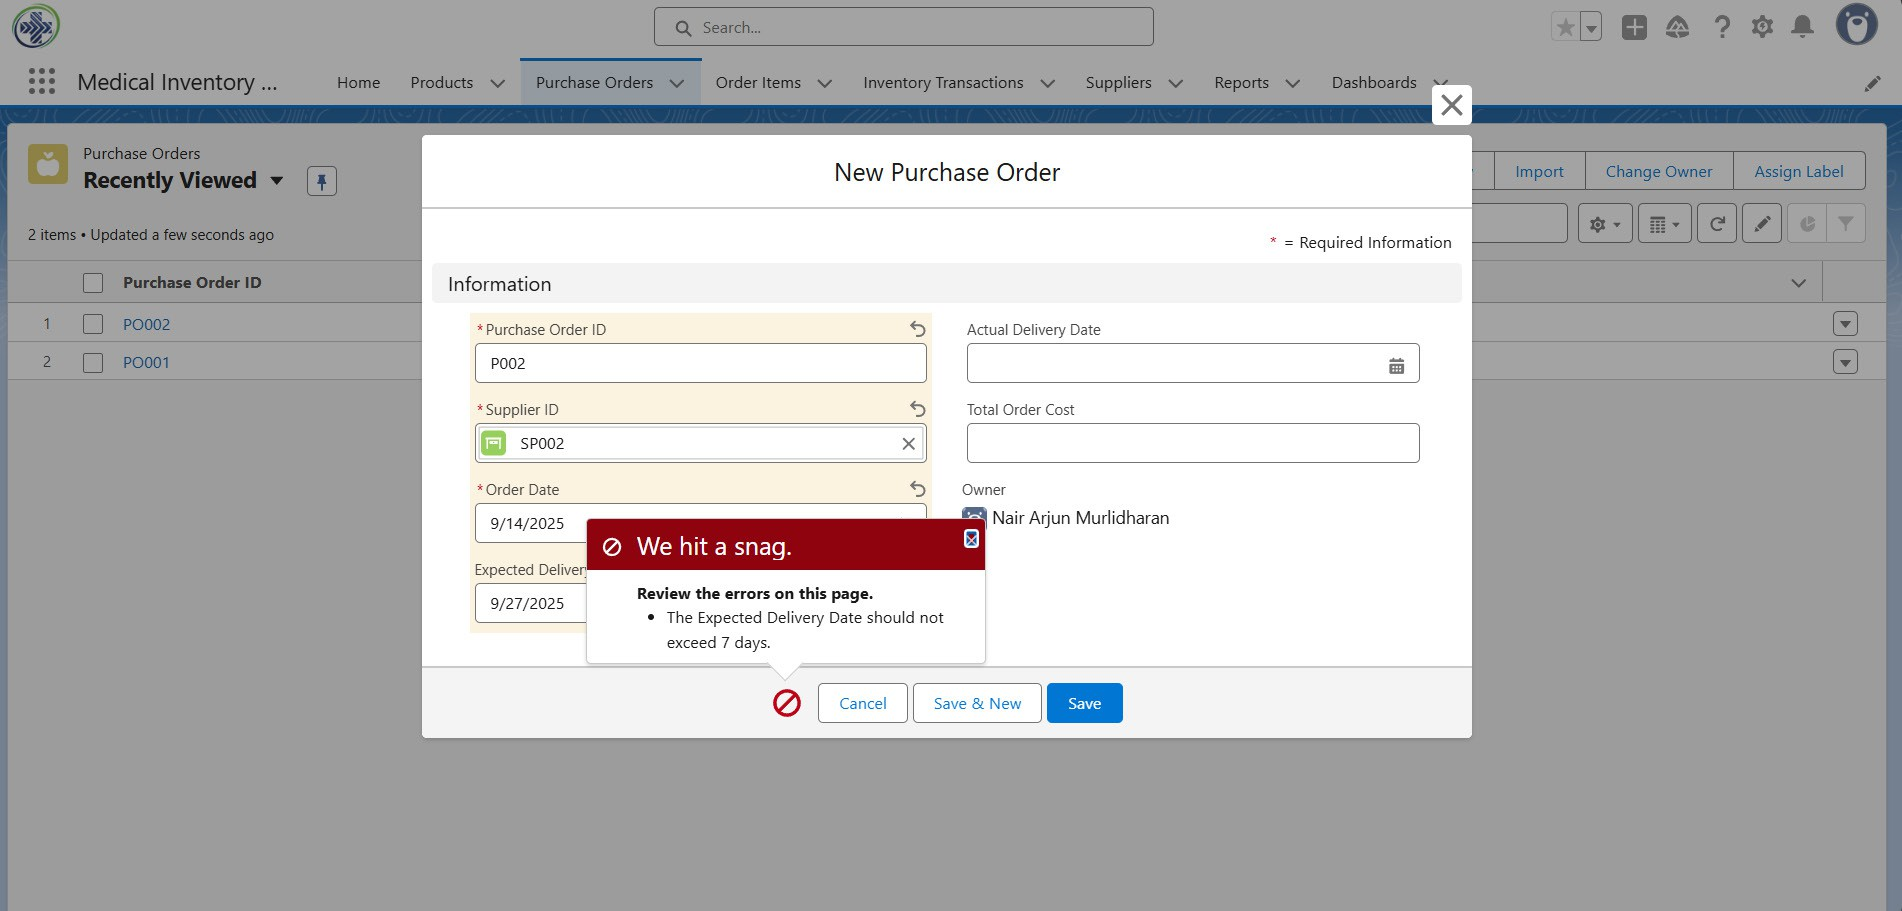 Search...
Medical Inventory ...
Home
Products
Purchase Orders
Order Items
Inventory Transactions
Suppliers
Reports
Dashboards
Purchase Orders
Recently Viewed
Import
Change Owner
Assign Label
2 items • Updated a few seconds ago
Purchase Order ID
1
PO002
2
PO001
New Purchase Order
* = Required Information
Information
*Purchase Order ID
P002
Actual Delivery Date
*Supplier ID
SP002
Total Order Cost
*Order Date
9/14/2025
Owner
Nair Arjun Murlidharan
Expected Delivery
9/27/2025
We hit a snag.
Review the errors on this page.
• The Expected Delivery Date should not
exceed 7 days.
Cancel
Save & New
Save